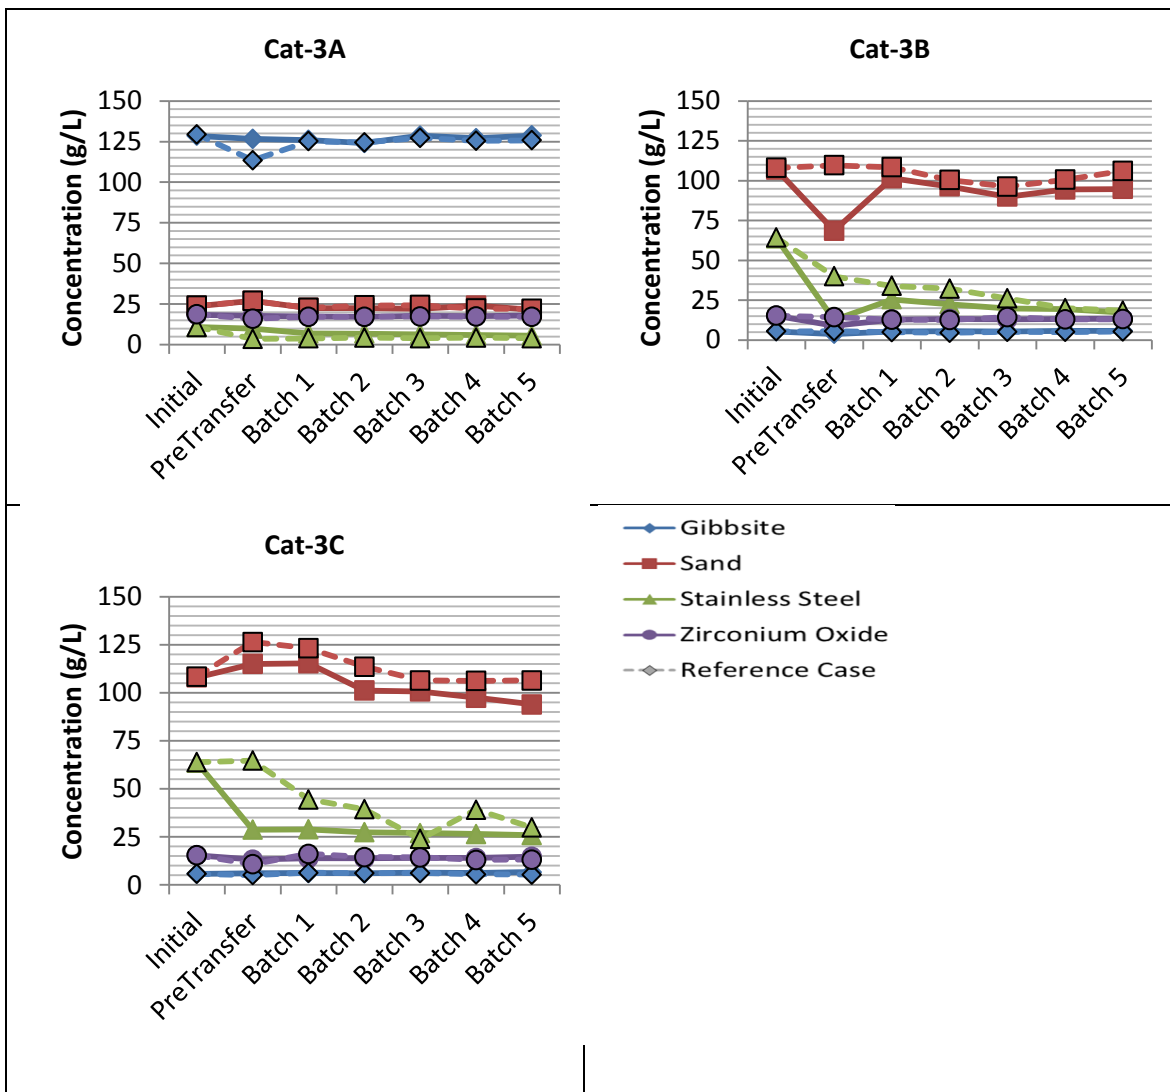 Cat-3A
Concentration (g/L)
150
125
100
75
50
25
0
Initial
PreTransfer
Batch 1
Batch 2
Batch 3
Batch 4
Batch 5
Cat-3B
Concentration (g/L)
150
125
100
75
50
25
0
Initial
PreTransfer
Batch 1
Batch 2
Batch 3
Batch 4
Batch 5
Cat-3C
Concentration (g/L)
150
125
100
75
50
25
0
Initial
PreTransfer
Batch 1
Batch 2
Batch 3
Batch 4
Batch 5
Gibbsite
Sand
Stainless Steel
Zirconium Oxide
Reference Case